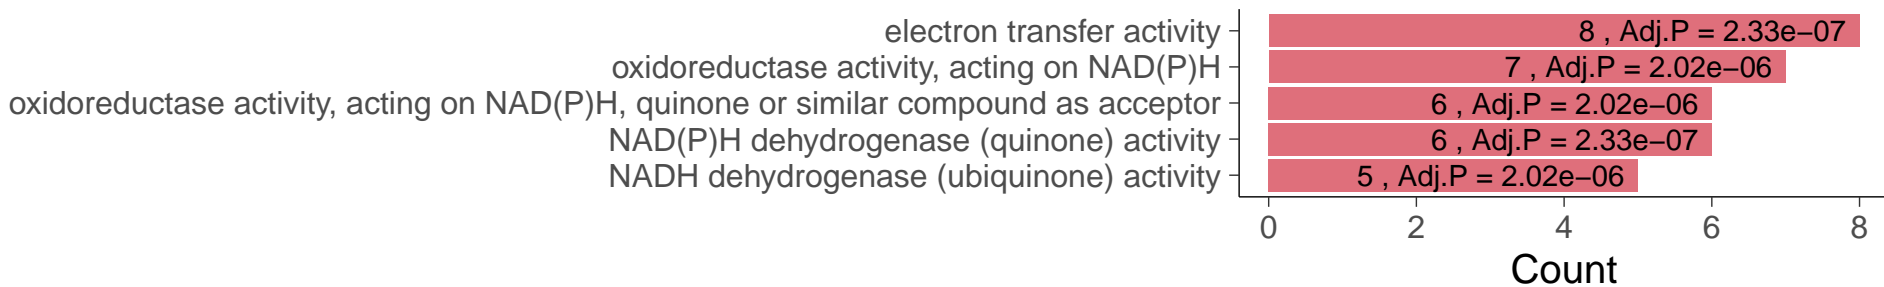 electron transfer activity 8 , Adj.P = 2.33e−07
oxidoreductase activity, acting on NAD(P)H 7 , Adj.P = 2.02e−06
oxidoreductase activity, acting on NAD(P)H, quinone or similar compound as acceptor 6 , Adj.P = 2.02e−06
NAD(P)H dehydrogenase (quinone) activity 6 , Adj.P = 2.33e−07
NADH dehydrogenase (ubiquinone) activity 5 , Adj.P = 2.02e−06
0 2 4 6 8
Count